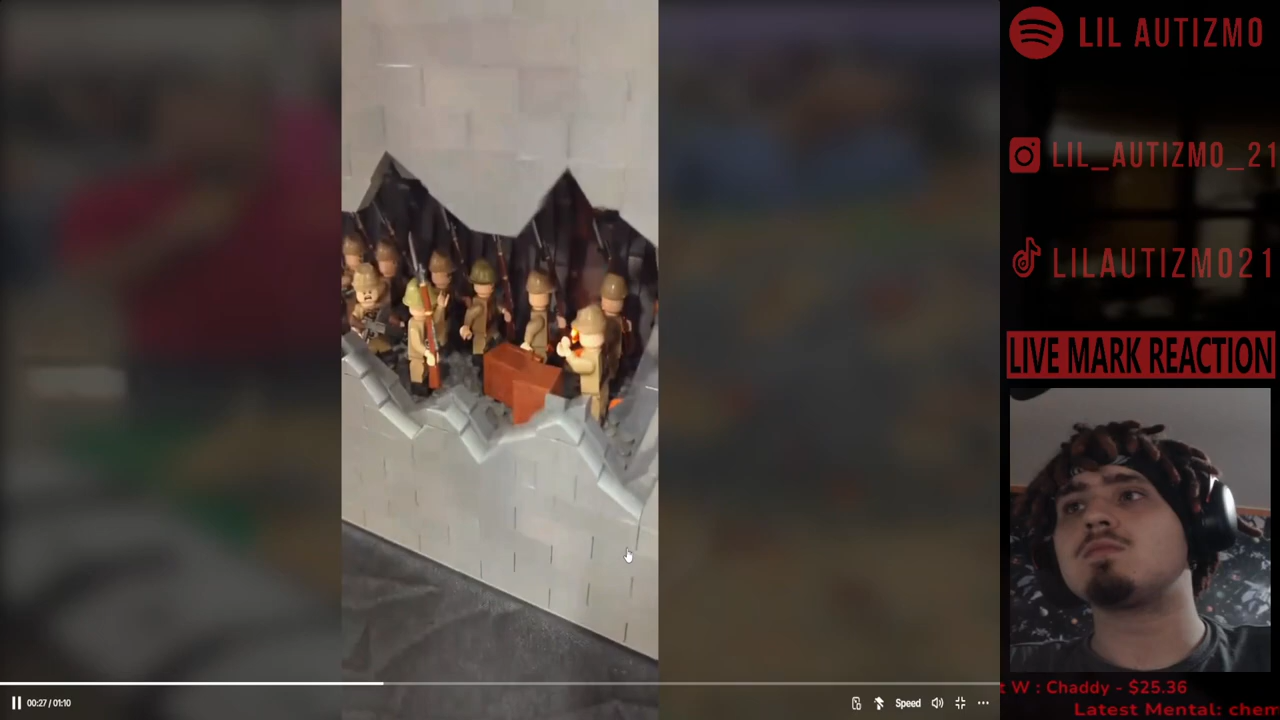 LIL AUTIZMO
LIL_AUTIZMO_21
LILAUTIZMO21
LIVE MARK REACTION
t W : Chaddy - $25.36
Latest Mental: chem
00:27 / 01:10
Speed